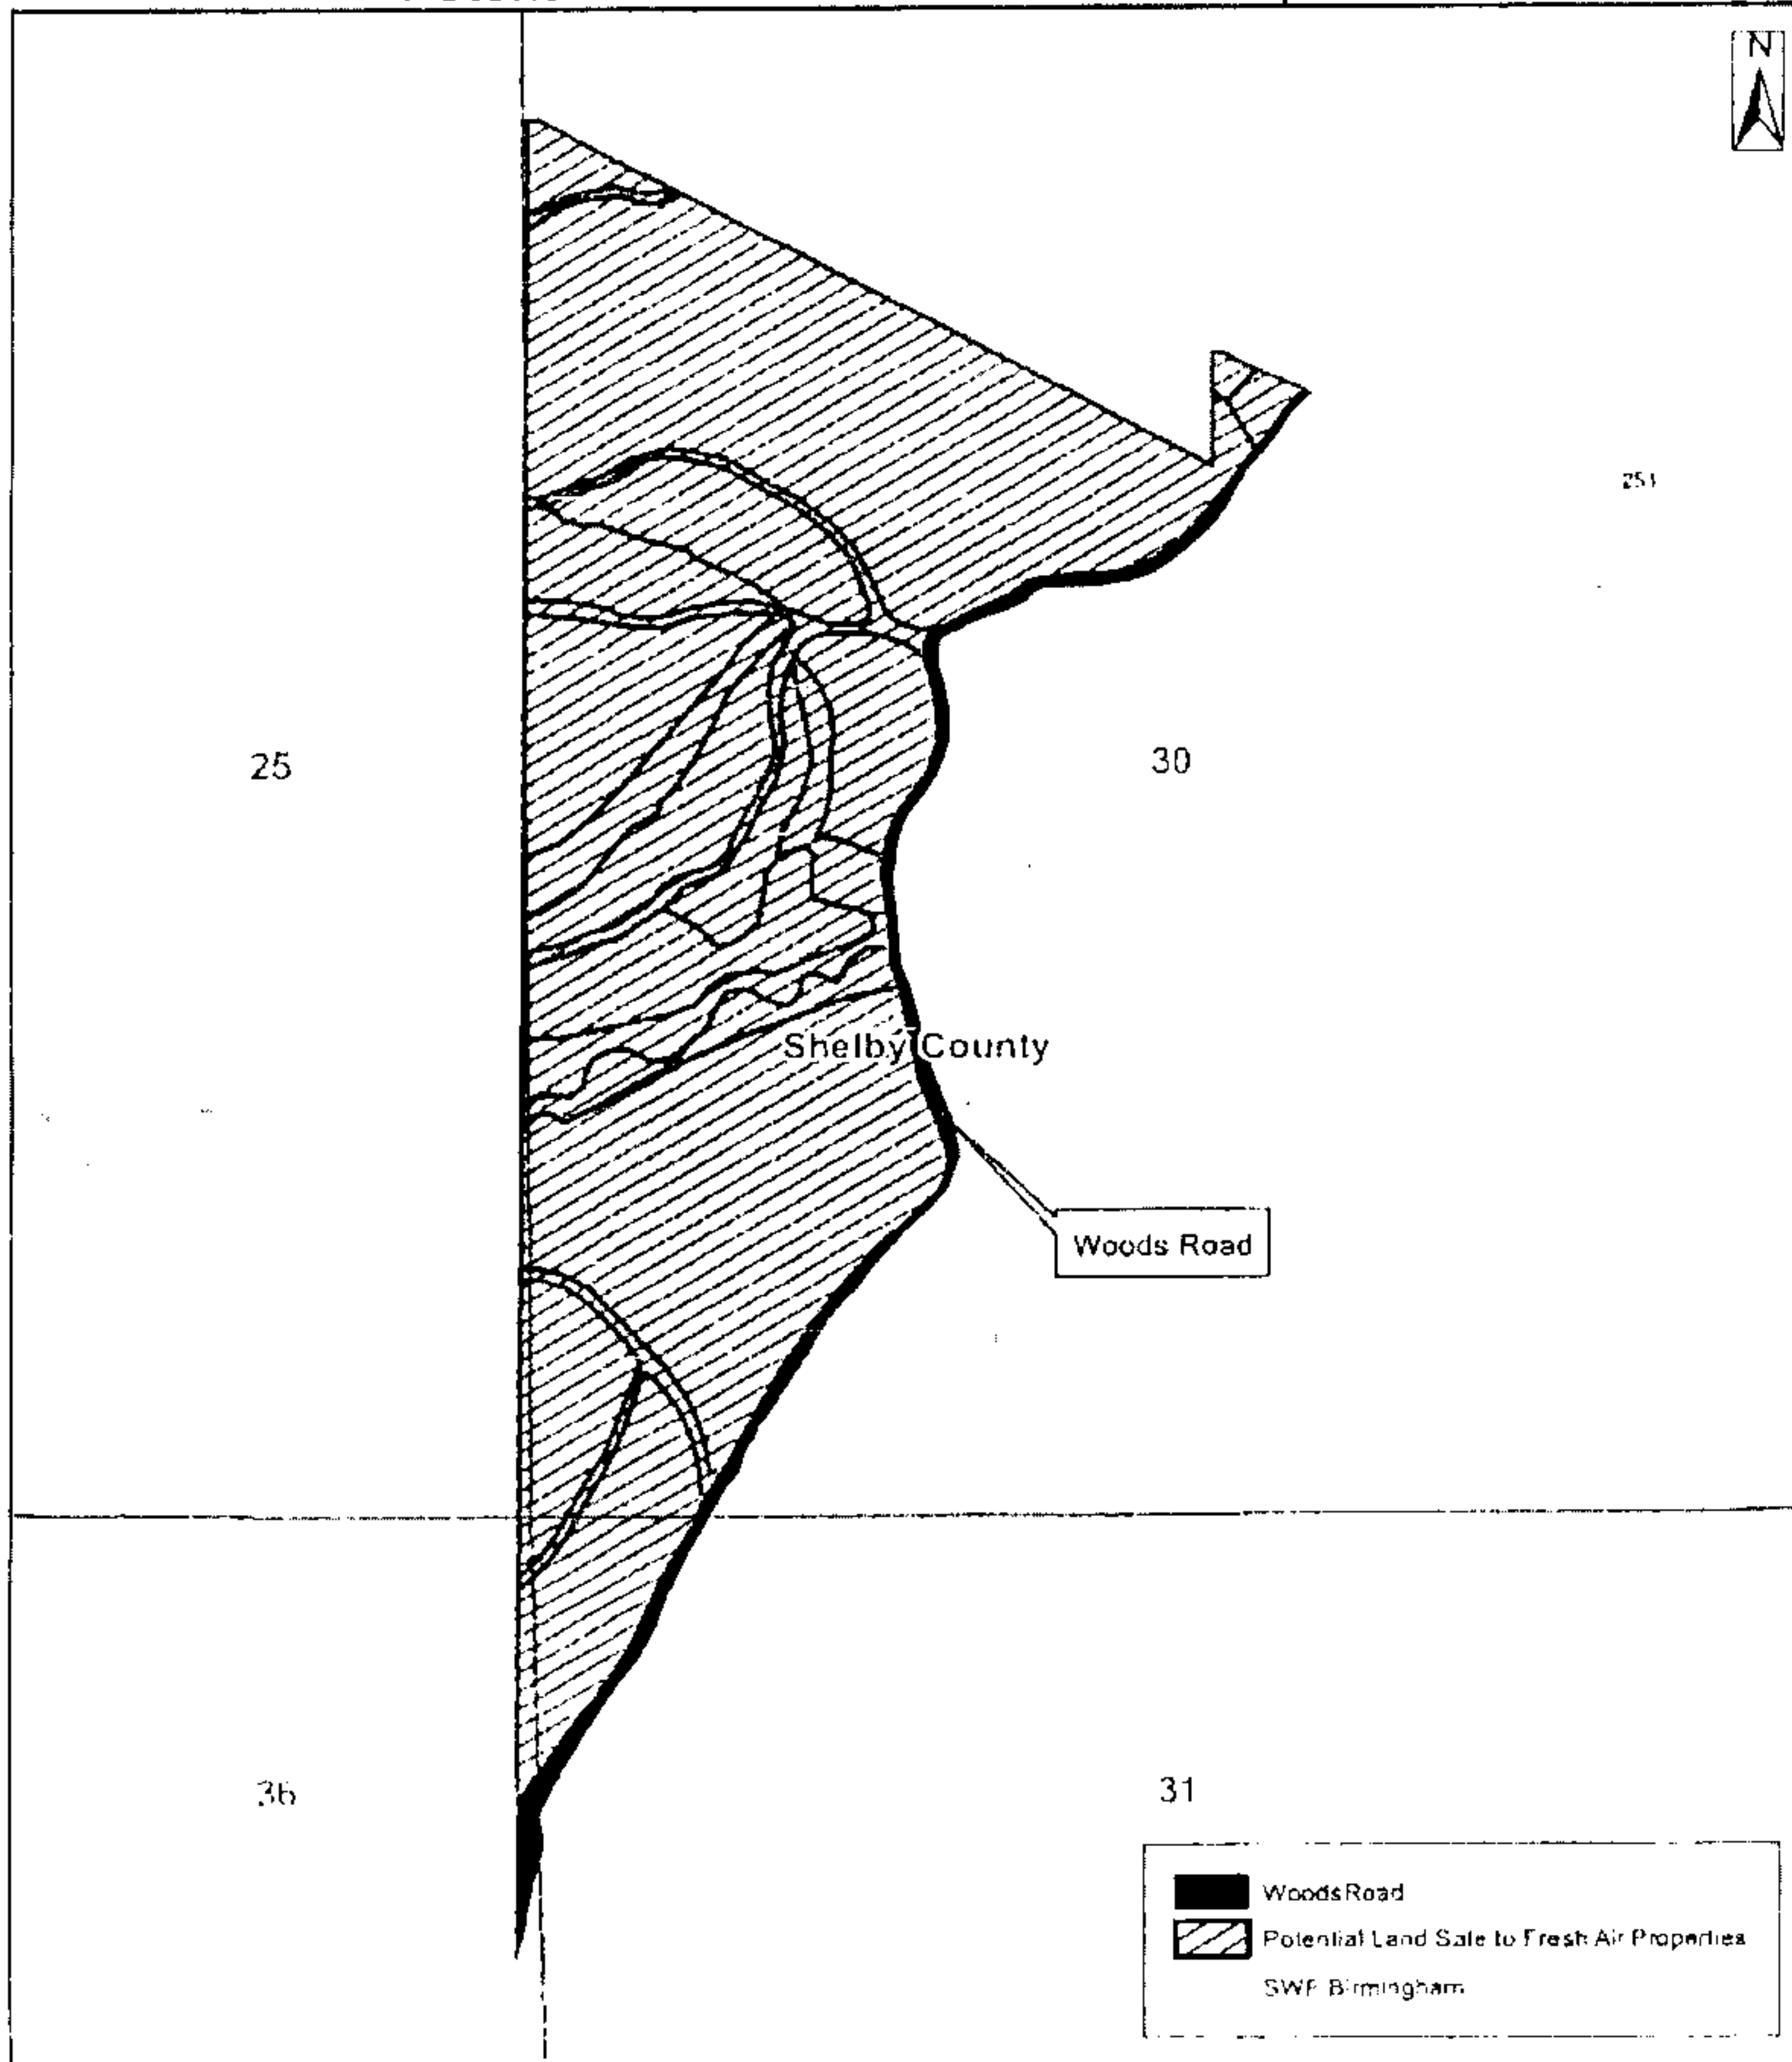 N
251
25
30
Shelby County
Woods Road
36
31
Woods Road
Potential Land Sale to Fresh Air Properties
Birmingham